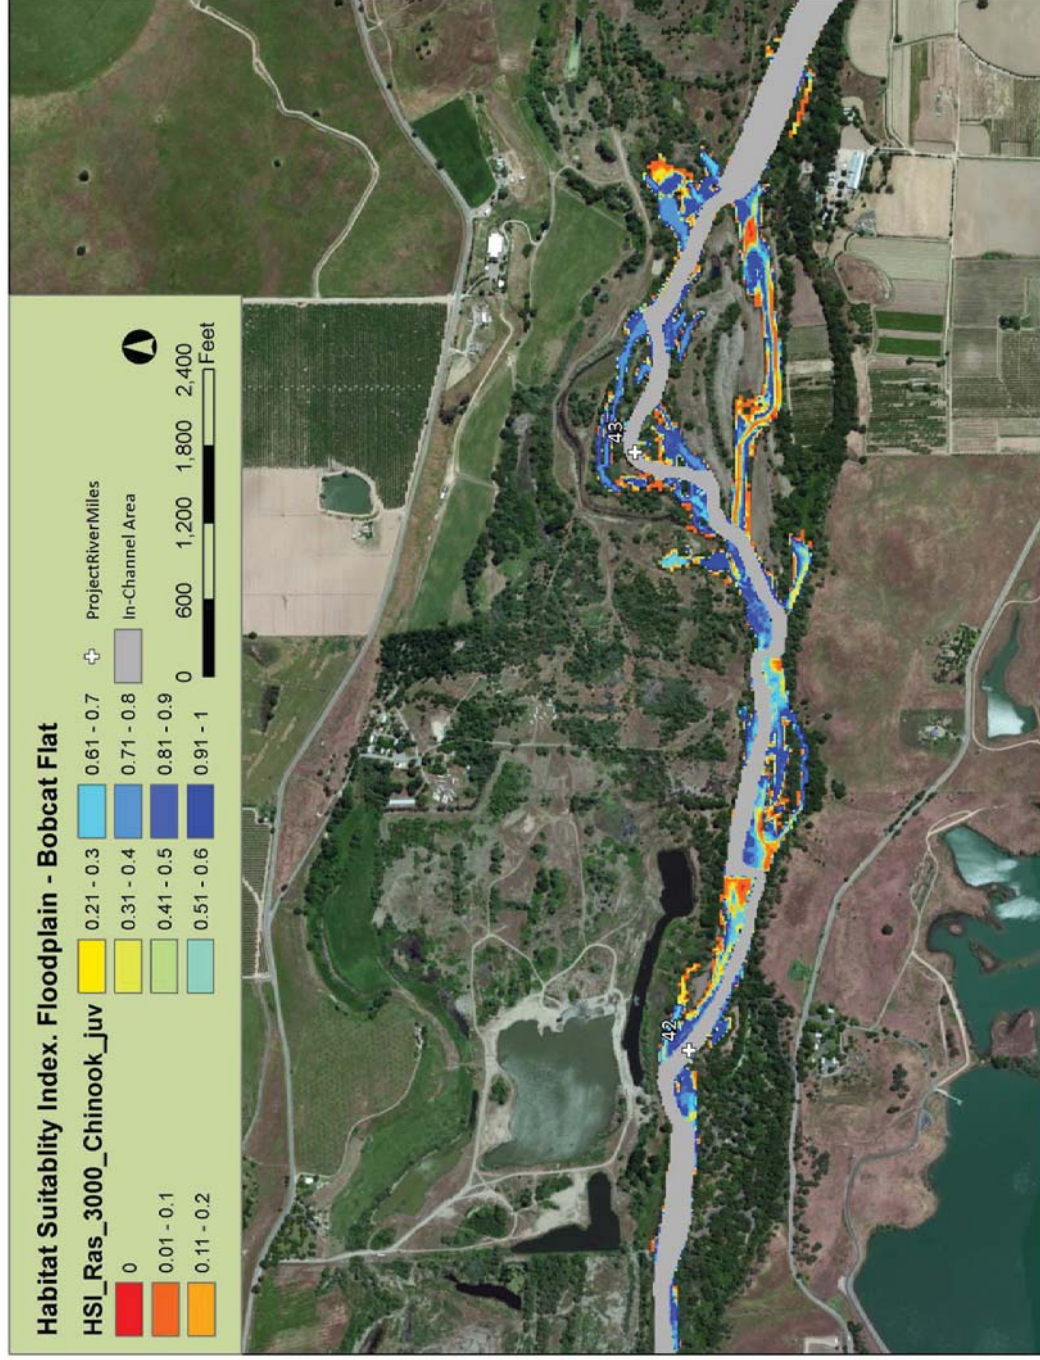 Habitat Suitablity Index. Floodplain - Bobcat Flat
HSI_Ras_3000_Chinook_juv
0
0.01 - 0.1
0.11 - 0.2
0.21 - 0.3
0.31 - 0.4
0.41 - 0.5
0.51 - 0.6
0.61 - 0.7
0.71 - 0.8
0.81 - 0.9
0.91 - 1
ProjectRiverMiles
In-Channel Area
0 600 1,200 1,800 2,400
Feet
42
43